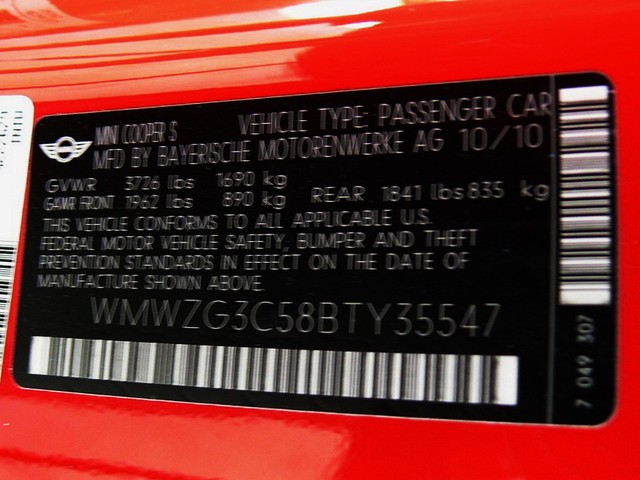 MINI COOPER S VEHICLE TYPE: PASSENGER CAR
MFD BY BAYERISCHE MOTORENWERKE AG 10/10
GVWR 3726 lbs 1690 kg
GAWR FRONT 1962 lbs 890 kg REAR 1841 lbs 835 kg
THIS VEHICLE CONFORMS TO ALL APPLICABLE U.S.
FEDERAL MOTOR VEHICLE SAFETY, BUMPER AND THEFT
PREVENTION STANDARDS IN EFFECT ON THE DATE OF
MANUFACTURE SHOWN ABOVE.
WMWZG3C58BTY35547
7 049 307